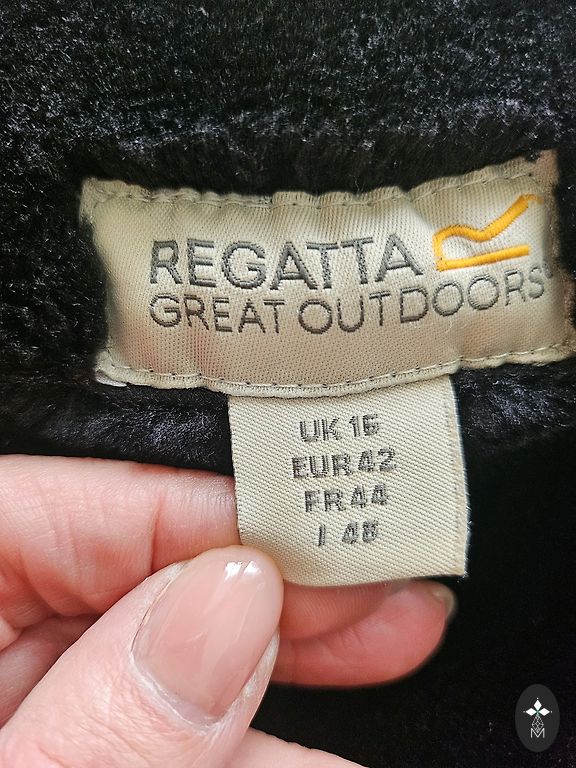 REGATTA
GREAT OUTDOORS®
UK 16
EUR 42
FR 44
I 48